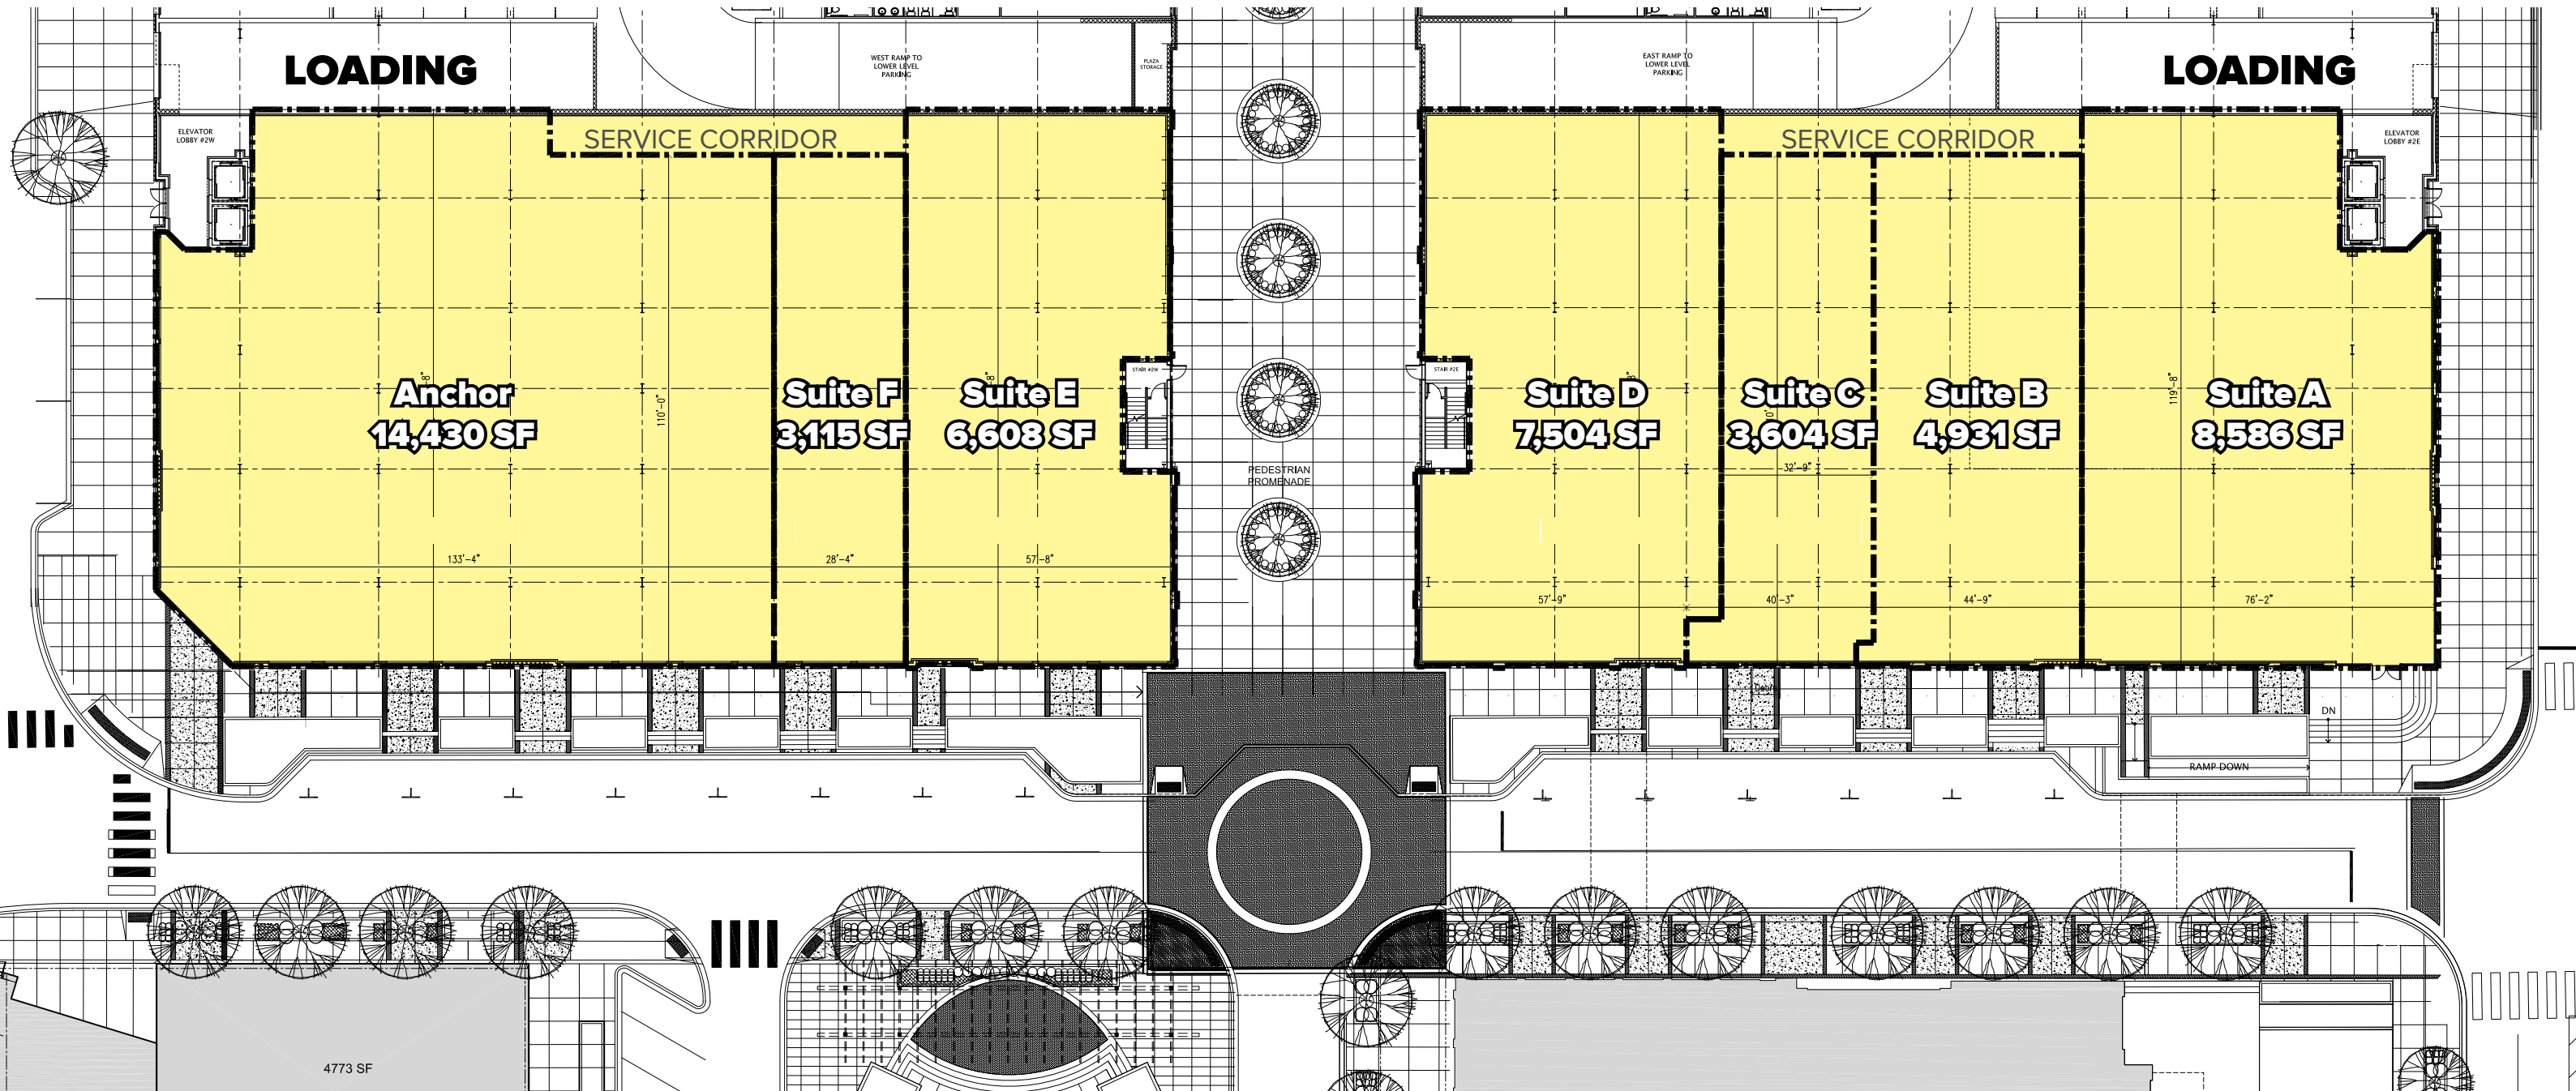 LOADING
WEST RAMP TO
LOWER LEVEL
PARKING
PLAZA
STORAGE
EAST RAMP TO
LOWER LEVEL
PARKING
LOADING
ELEVATOR
LOBBY #2W
SERVICE CORRIDOR
SERVICE CORRIDOR
ELEVATOR
LOBBY #2E
STAIR #2W
STAIR #2E
Anchor
14,430 SF
110'-0"
Suite F
3,115 SF
Suite E
6,608 SF
Suite D
7,504 SF
Suite C
3,604 SF
Suite B
4,931 SF
119'-8"
Suite A
8,586 SF
PEDESTRIAN
PROMENADE
32'-9"
133'-4"
28'-4"
57'-8"
57'-9"
40'-3"
44'-9"
76'-2"
DN
RAMP DOWN
4773 SF